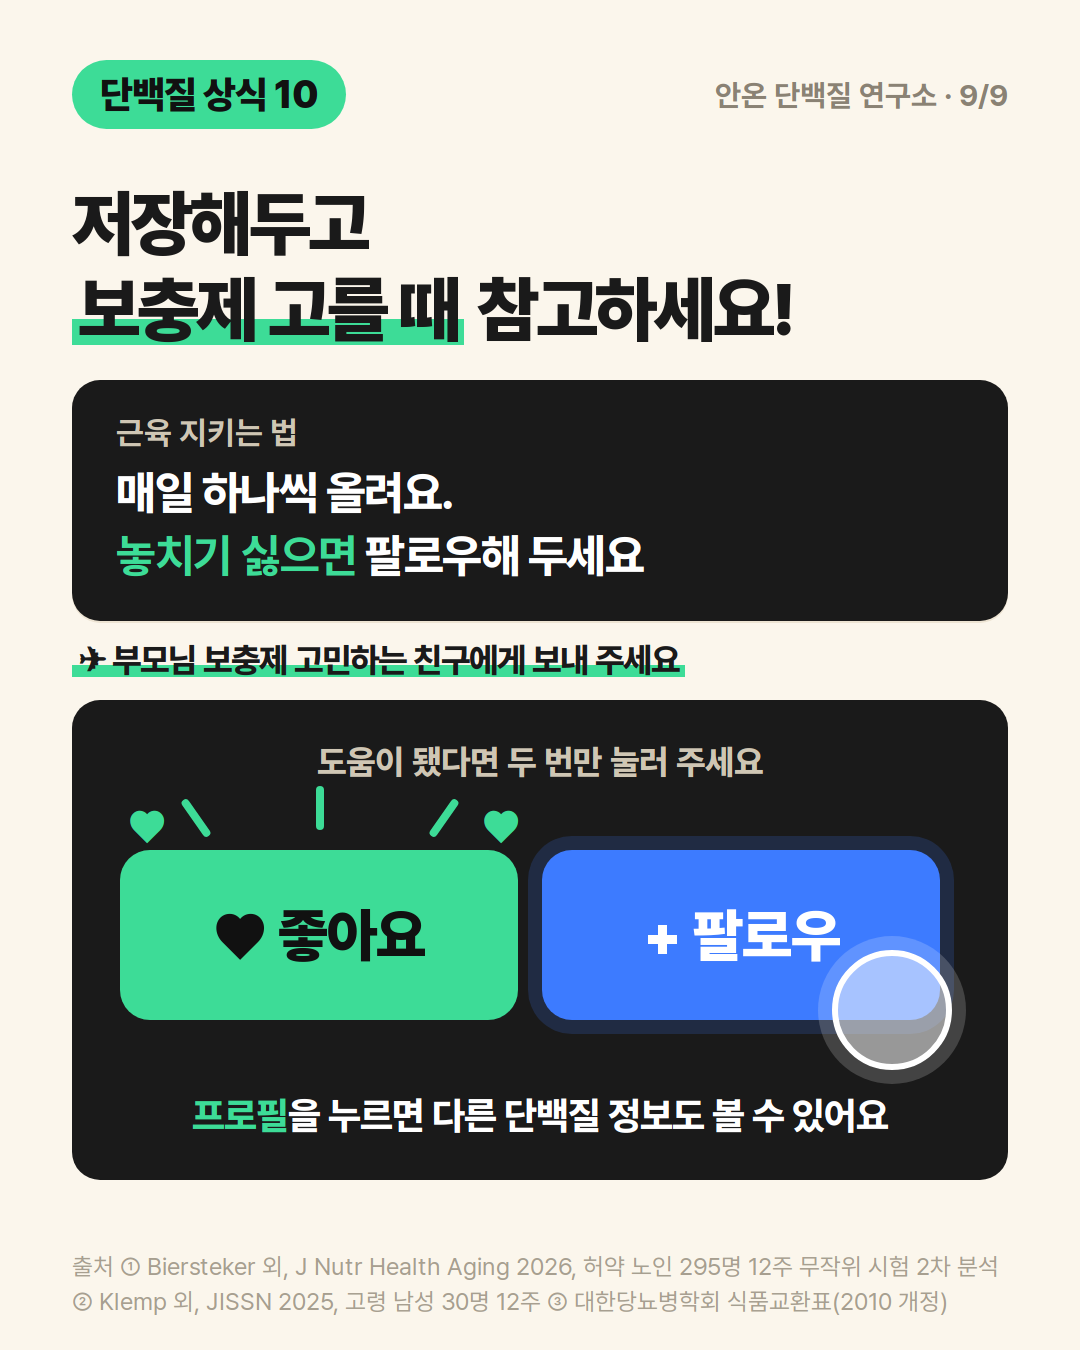 단백질 상식 10
안온 단백질 연구소 · 9/9
저장해두고
보충제 고를 때 참고하세요!
근육 지키는 법
매일 하나씩 올려요.
놓치기 싫으면 팔로우해 두세요
✈ 부모님 보충제 고민하는 친구에게 보내 주세요
도움이 됐다면 두 번만 눌러 주세요
♥ 좋아요
+ 팔로우
프로필을 누르면 다른 단백질 정보도 볼 수 있어요
출처 ① Biersteker 외, J Nutr Health Aging 2026, 허약 노인 295명 12주 무작위 시험 2차 분석
② Klemp 외, JISSN 2025, 고령 남성 30명 12주 ③ 대한당뇨병학회 식품교환표(2010 개정)